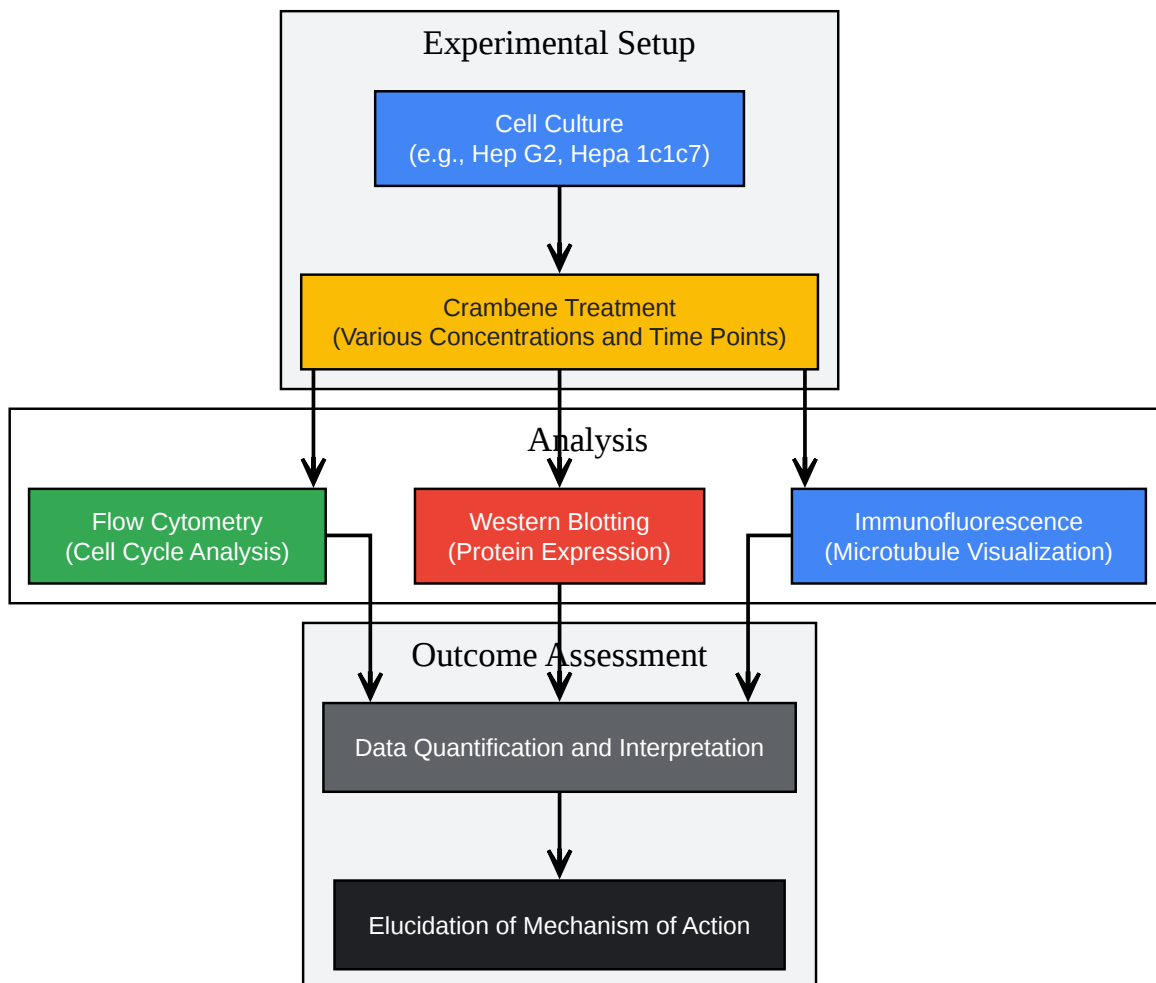 Experimental Setup
Cell Culture
(e.g., Hep G2, Hepa 1c1c7)
Crambene Treatment
(Various Concentrations and Time Points)
Analysis
Flow Cytometry
(Cell Cycle Analysis)
Western Blotting
(Protein Expression)
Immunofluorescence
(Microtubule Visualization)
Outcome Assessment
Data Quantification and Interpretation
Elucidation of Mechanism of Action